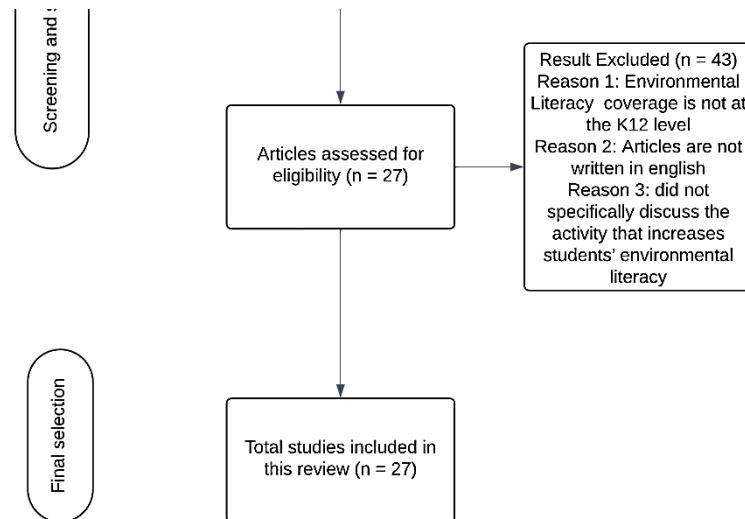 Screening and
Result Excluded (n = 43)
Reason 1: Environmental
Literacy coverage is not at
the K12 level
Reason 2: Articles are not
written in english
Reason 3: did not
specifically discuss the
activity that increases
students' environmental
literacy
Articles assessed for
eligibility (n = 27)
Final selection
Total studies included in
this review (n = 27)